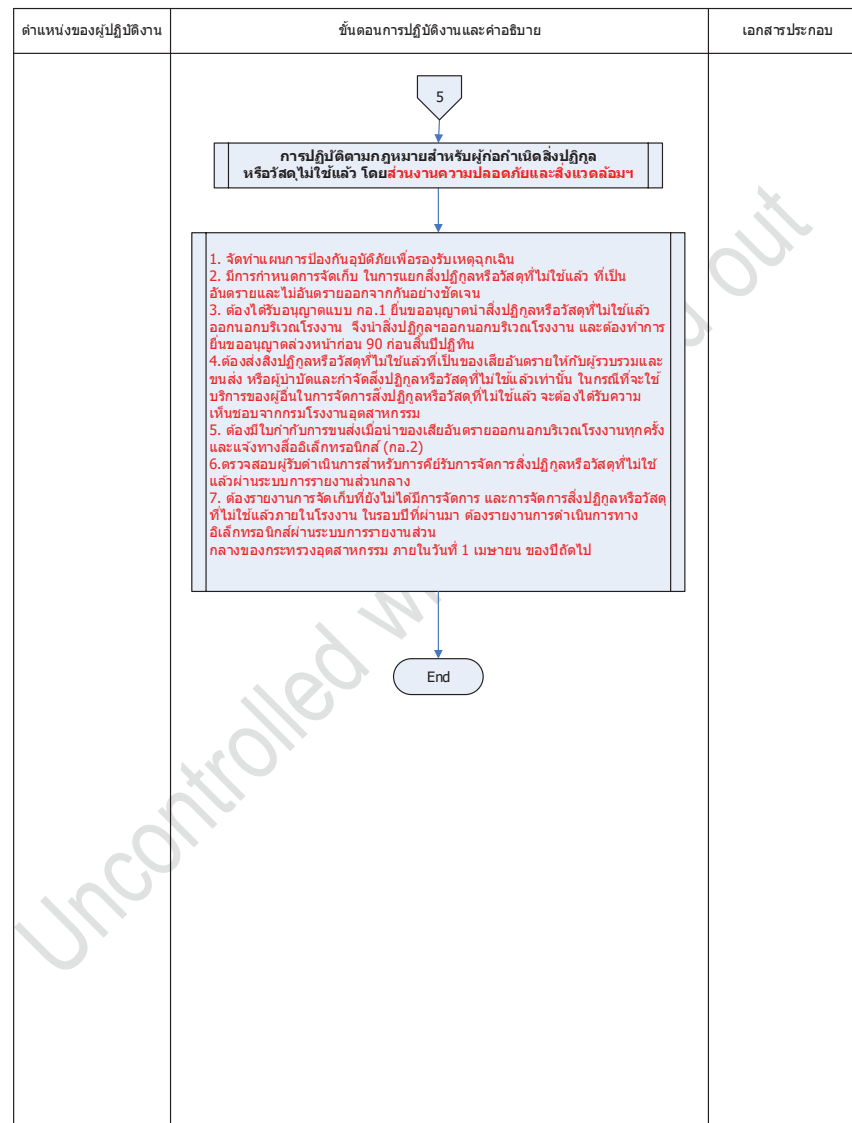 ตำแหน่งของผู้ปฏิบัติงาน
ขั้นตอนการปฏิบัติงานและคำอธิบาย
เอกสารประกอบ
5
การปฏิบัติตามกฎหมายสำหรับผู้ก่อกำเนิดสิ่งปฏิกูล
หรือวัสดุไม่ใช้แล้ว โดยส่วนงานความปลอดภัยและสิ่งแวดล้อมฯ
1. จัดทำแผนการป้องกันอุบัติภัยเพื่อรองรับเหตุฉุกเฉิน
2. มีการกำหนดการจัดเก็บ ในการแยกสิ่งปฏิกูลหรือวัสดุที่ไม่ใช้แล้ว ที่เป็น
อันตรายและไม่อันตรายออกจากกันอย่างชัดเจน
3. ต้องได้รับอนุญาตแบบ กอ.1 ยื่นขออนุญาตนำสิ่งปฏิกูลหรือวัสดุที่ไม่ใช้แล้ว
ออกนอกบริเวณโรงงาน จึงนำสิ่งปฏิกูลฯออกนอกบริเวณโรงงาน และต้องทำการ
ยื่นขออนุญาตล่วงหน้าก่อน 90 ก่อนสิ้นปีปฏิทิน
4.ต้องส่งสิ่งปฏิกูลหรือวัสดุที่ไม่ใช้แล้วที่เป็นของเสียอันตรายให้กับผู้รวบรวมและ
ขนส่ง หรือผู้บำบัดและกำจัดสิ่งปฏิกูลหรือวัสดุที่ไม่ใช้แล้วเท่านั้น ในกรณีที่จะใช้
บริการของผู้อื่นในการจัดการสิ่งปฏิกูลหรือวัสดุที่ไม่ใช้แล้ว จะต้องได้รับความ
เห็นชอบจากกรมโรงงานอุตสาหกรรม
5. ต้องมีใบกำกับการขนส่งเมื่อนำของเสียอันตรายออกนอกบริเวณโรงงานทุกครั้ง
และแจ้งทางสื่ออิเล็กทรอนิกส์ (กอ.2)
6.ตรวจสอบผู้รับดำเนินการสำหรับการคีย์รับการจัดการสิ่งปฏิกูลหรือวัสดุที่ไม่ใช้
แล้วผ่านระบบการรายงานส่วนกลาง
7. ต้องรายงานการจัดเก็บที่ยังไม่ได้มีการจัดการ และการจัดการสิ่งปฏิกูลหรือวัสดุ
ที่ไม่ใช้แล้วภายในโรงงาน ในรอบปีที่ผ่านมา ต้องรายงานการดำเนินการทาง
อิเล็กทรอนิกส์ผ่านระบบการรายงานส่วน
กลางของกระทรวงอุตสาหกรรม ภายในวันที่ 1 เมษายน ของปีถัดไป
End
Uncontrolled
out